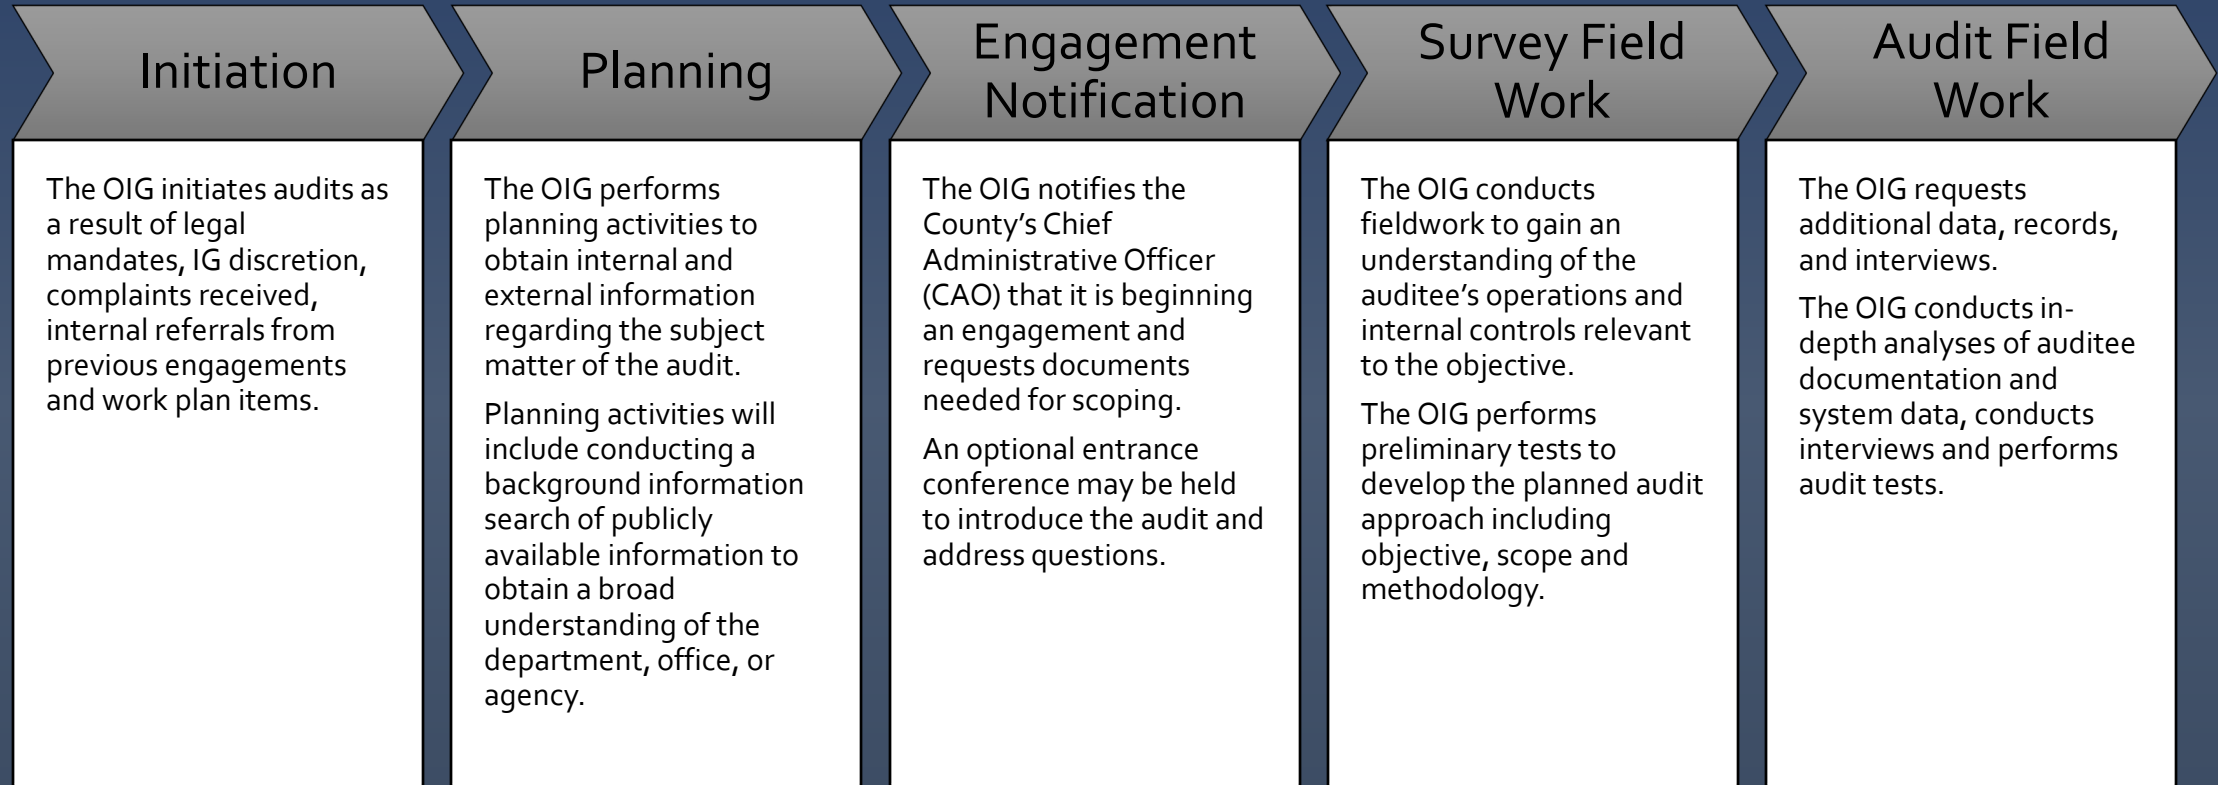 Initiation
The OIG initiates audits as
a result of legal
mandates, IG discretion,
complaints received,
internal referrals from
previous engagements
and work plan items.
Planning
The OIG performs
planning activities to
obtain internal and
external information
regarding the subject
matter of the audit.
Planning activities will
include conducting a
background information
search of publicly
available information to
obtain a broad
understanding of the
department, office, or
agency.
Engagement
Notification
The OIG notifies the
County’s Chief
Administrative Officer
(CAO) that it is beginning
an engagement and
requests documents
needed for scoping.
An optional entrance
conference may be held
to introduce the audit and
address questions.
Survey Field
Work
The OIG conducts
fieldwork to gain an
understanding of the
auditee’s operations and
internal controls relevant
to the objective.
The OIG performs
preliminary tests to
develop the planned audit
approach including
objective, scope and
methodology.
Audit Field
Work
The OIG requests
additional data, records,
and interviews.
The OIG conducts in-
depth analyses of auditee
documentation and
system data, conducts
interviews and performs
audit tests.